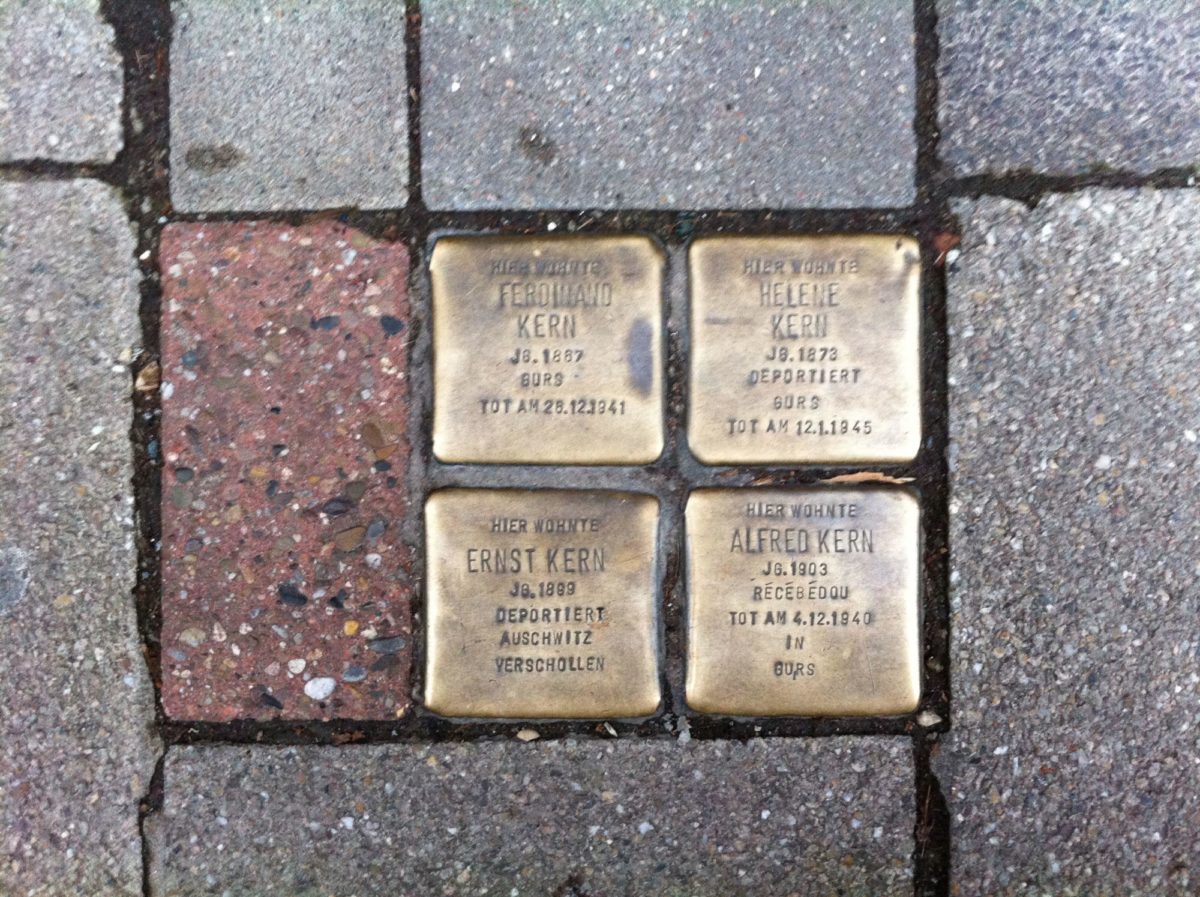 HIER WOHNTE
FERDINAND
KERN
JG. 1867
GURS
TOT AM 26.12.1941
HIER WOHNTE
HELENE
KERN
JG. 1873
DEPORTIERT
GURS
TOT AM 12.1.1945
HIER WOHNTE
ERNST KERN
JG. 1899
DEPORTIERT
AUSCHWITZ
VERSCHOLLEN
HIER WOHNTE
ALFRED KERN
JG. 1903
RÉCÉBÉDOU
TOT AM 4.12.1940
IN
GURS